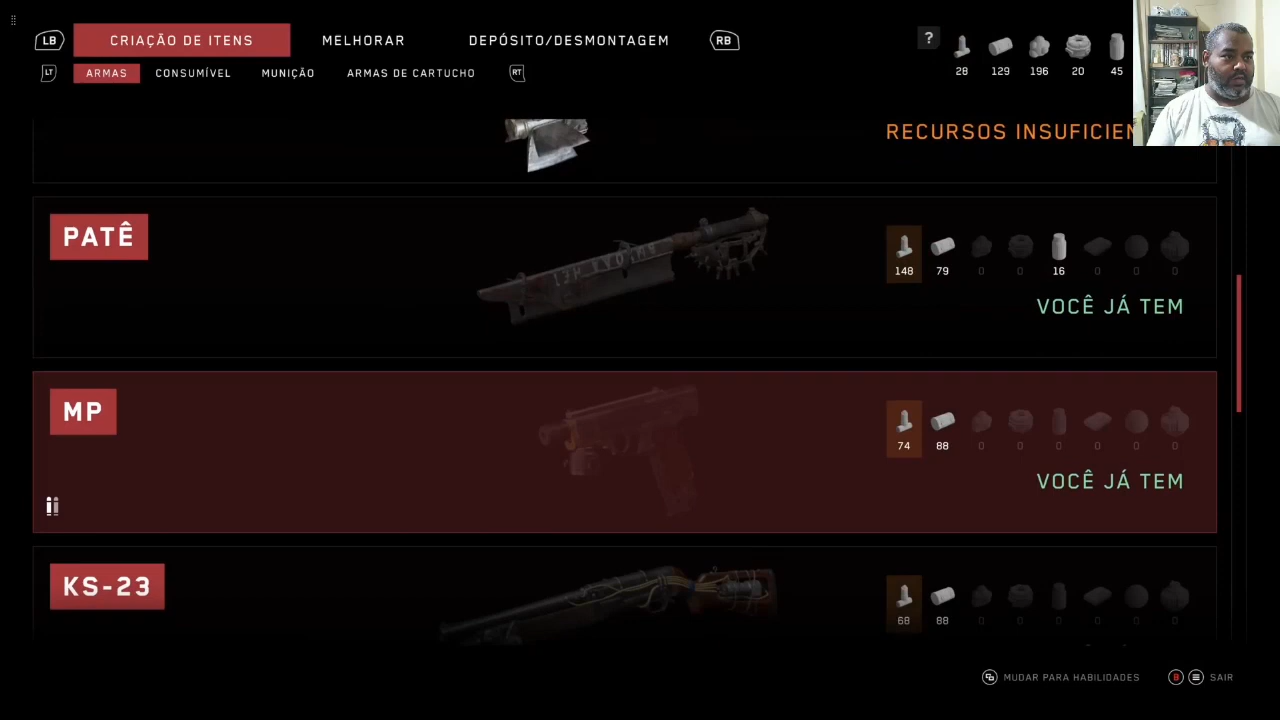 LB CRIAÇÃO DE ITENS MELHORAR DEPÓSITO/DESMONTAGEM RB ?
28 129 196 20 45
LT ARMAS CONSUMÍVEL MUNIÇÃO ARMAS DE CARTUCHO RT
RECURSOS INSUFICIEN
PATÊ
148 79 0 0 16 0 0 0
VOCÊ JÁ TEM
MP
74 88 0 0 0 0 0 0
VOCÊ JÁ TEM
KS-23
68 88 0 0 0 0 0 0
MUDAR PARA HABILIDADES B SAIR